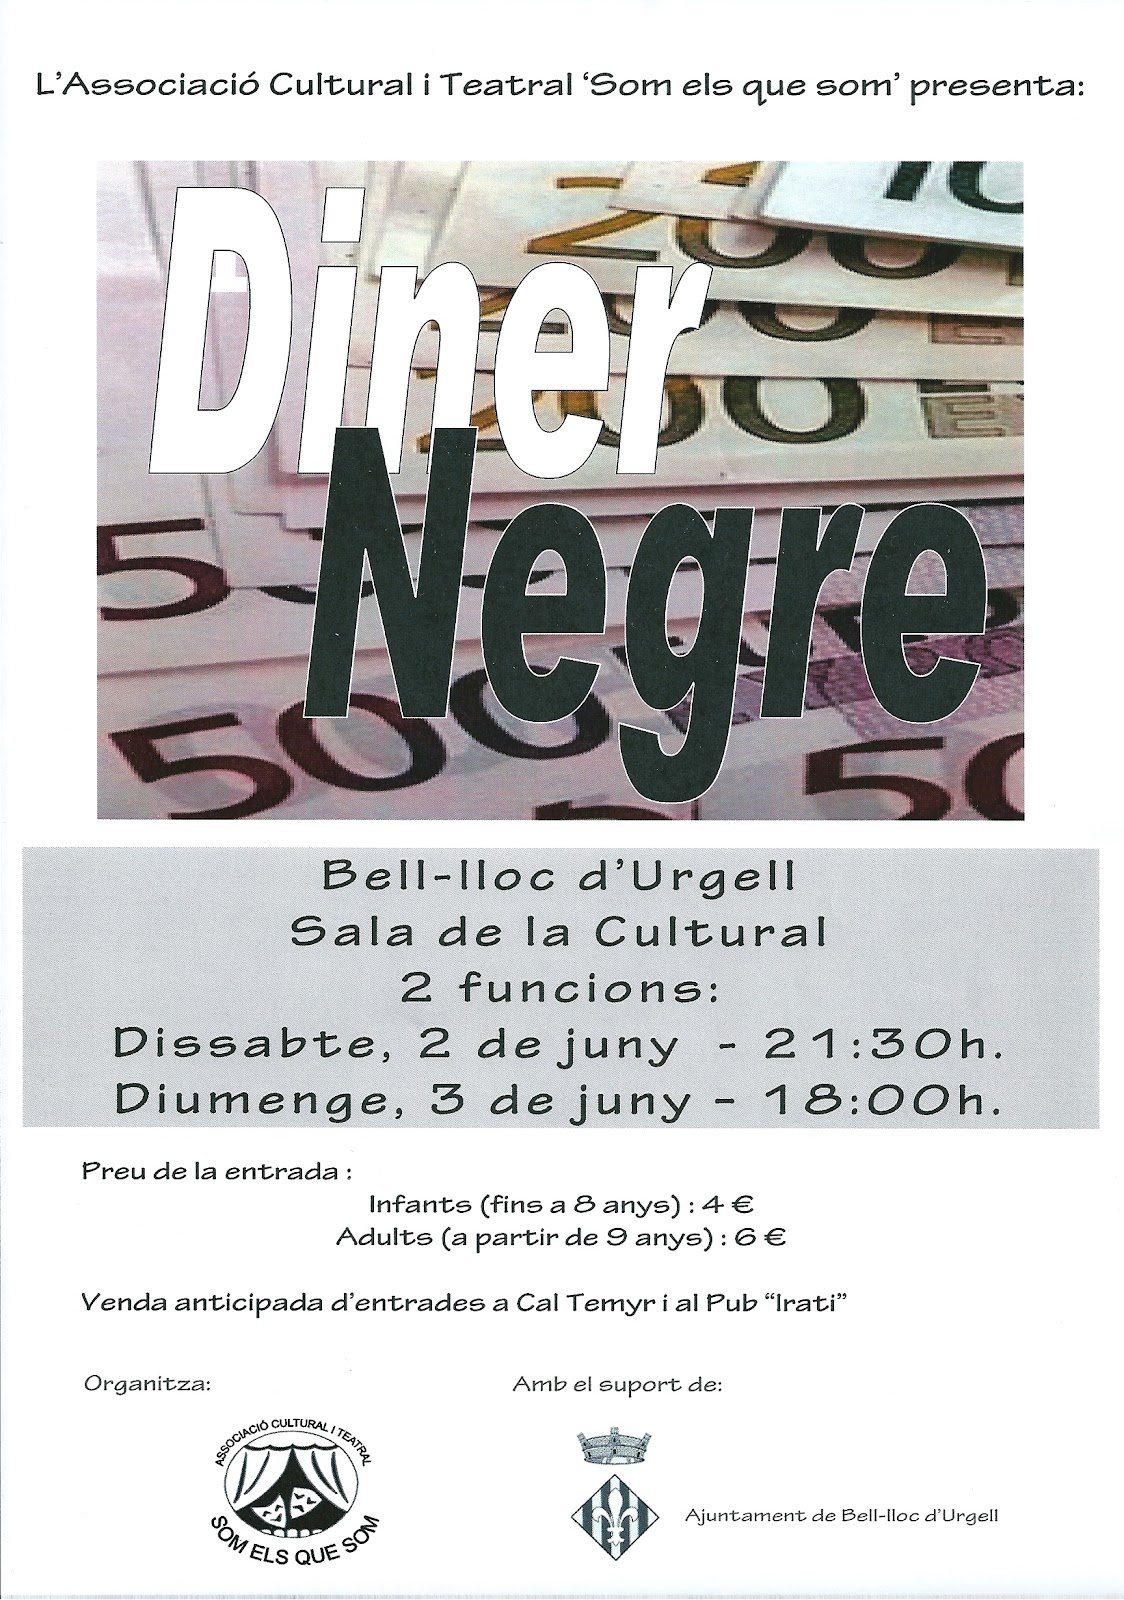 L'Associació Cultural i Teatral 'Som els que som' presenta:
Diner
Negre
Bell-lloc d'Urgell
Sala de la Cultural
2 funcions:
Dissabte, 2 de juny - 21:30h.
Diumenge, 3 de juny - 18:00h.
Preu de la entrada :
Infants (fins a 8 anys) : 4 €
Adults (a partir de 9 anys) : 6 €
Venda anticipada d'entrades a Cal Temyr i al Pub “Irati”
Organitza:
Amb el suport de:
ASSOCIACIÓ CULTURAL I TEATRAL
SOM ELS QUE SOM
Ajuntament de Bell-lloc d'Urgell